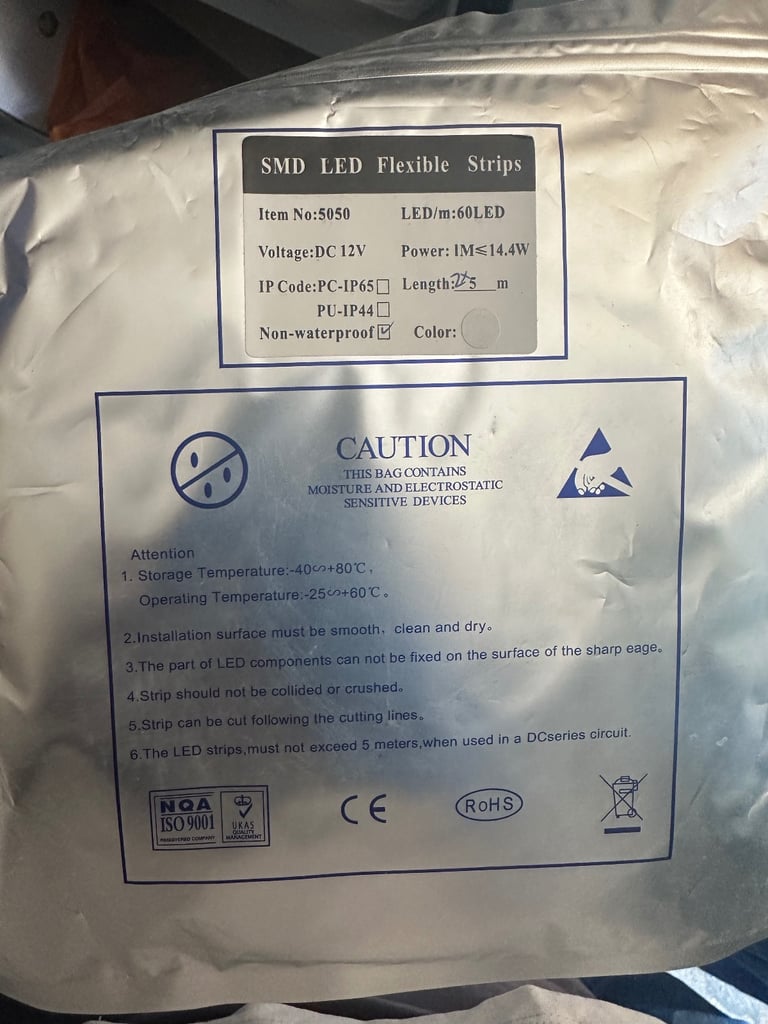 SMD LED Flexible Strips
Item No:5050 LED/m:60LED
Voltage:DC 12V Power: 1M≤14.4W
IP Code:PC-IP65☐ Length:2*5 m
PU-IP44☐
Non-waterproof☑ Color:
CAUTION
THIS BAG CONTAINS
MOISTURE AND ELECTROSTATIC
SENSITIVE DEVICES
Attention
1. Storage Temperature:-40∽+80℃,
Operating Temperature:-25∽+60℃。
2.Installation surface must be smooth、clean and dry。
3.The part of LED components can not be fixed on the surface of the sharp eage。
4.Strip should not be collided or crushed。
5.Strip can be cut following the cutting lines。
6.The LED strips,must not exceed 5 meters,when used in a DCseries circuit.
NQA
ISO 9001
REGISTERED COMPANY
UKAS
QUALITY
MANAGEMENT
CE
RoHS